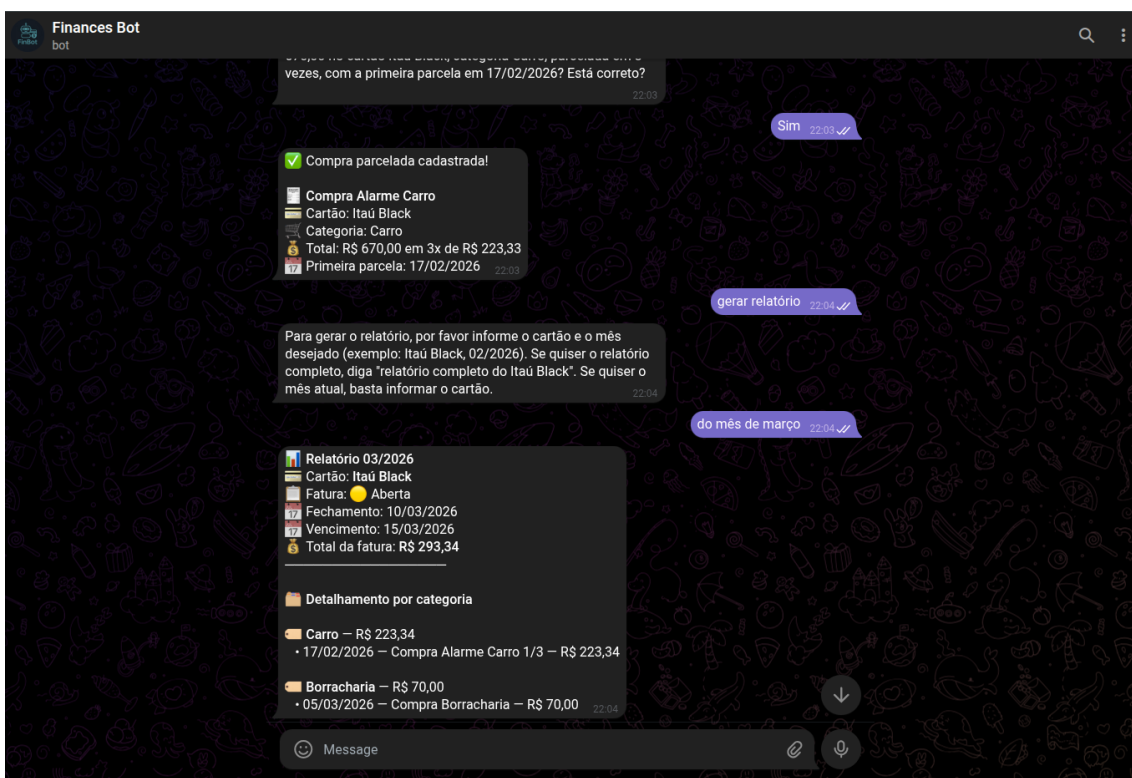 Finances Bot
bot
FinBot
vezes, com a primeira parcela em 17/02/2026? Está correto?
22:03
Sim 22:03
✅ Compra parcelada cadastrada!
🧾 Compra Alarme Carro
💳 Cartão: Itaú Black
🛒 Categoria: Carro
💰 Total: R$ 670,00 em 3x de R$ 223,33
📅 Primeira parcela: 17/02/2026 22:03
gerar relatório 22:04
Para gerar o relatório, por favor informe o cartão e o mês
desejado (exemplo: Itaú Black, 02/2026). Se quiser o relatório
completo, diga "relatório completo do Itaú Black". Se quiser o
mês atual, basta informar o cartão.
22:04
do mês de março 22:04
📊 Relatório 03/2026
💳 Cartão: Itaú Black
📋 Fatura: 🟡 Aberta
📅 Fechamento: 10/03/2026
📅 Vencimento: 15/03/2026
💰 Total da fatura: R$ 293,34
🗂️ Detalhamento por categoria
🏷️ Carro — R$ 223,34
• 17/02/2026 — Compra Alarme Carro 1/3 — R$ 223,34
🏷️ Borracharia — R$ 70,00
• 05/03/2026 — Compra Borracharia — R$ 70,00 22:04
Message